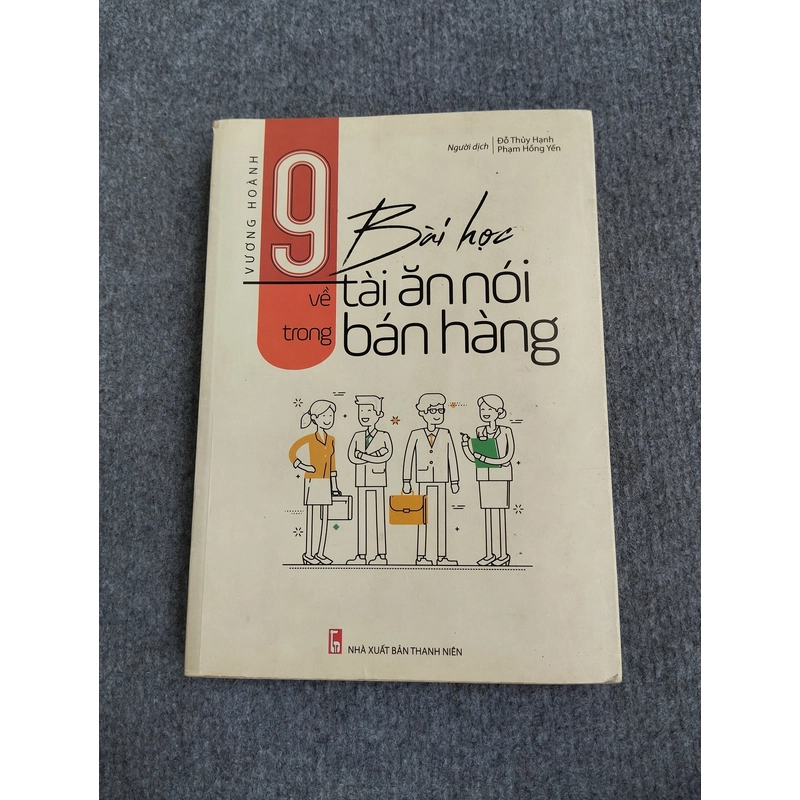 VƯƠNG HOÀNH
Người dịch
Đỗ Thủy Hạnh
Phạm Hồng Yến
9 Bài học
về tài ăn nói
trong bán hàng
NHÀ XUẤT BẢN THANH NIÊN